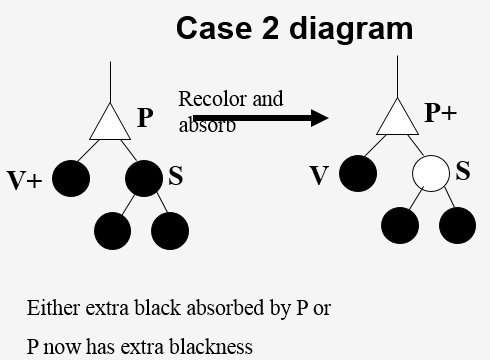 Case 2 diagram
Recolor and
absorb
P
V+
S
P+
V
S
Either extra black absorbed by P or
P now has extra blackness